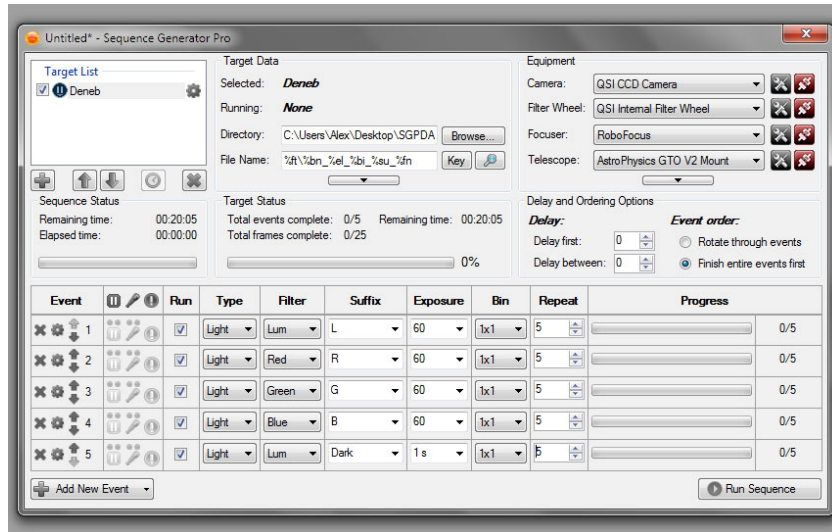 Untitled* - Sequence Generator Pro
Target List
Deneb
Target Data
Selected: Deneb
Running: None
Directory: C:\Users\Alex\Desktop\SGPDA Browse...
File Name: %ft\%bn_%el_%bi_%su_%fn Key
Equipment
Camera: QSI CCD Camera
Filter Wheel: QSI Internal Filter Wheel
Focuser: RoboFocus
Telescope: AstroPhysics GTO V2 Mount
Sequence Status
Remaining time: 00:20:05
Elapsed time: 00:00:00
Target Status
Total events complete: 0/5 Remaining time: 00:20:05
Total frames complete: 0/25
0%
Delay and Ordering Options
Delay: Event order:
Delay first: 0 Rotate through events
Delay between: 0 Finish entire events first
Event Run Type Filter Suffix Exposure Bin Repeat Progress
1 Light Lum L 60 1x1 5 0/5
2 Light Red R 60 1x1 5 0/5
3 Light Green G 60 1x1 5 0/5
4 Light Blue B 60 1x1 5 0/5
5 Light Lum Dark 1 s 1x1 5 0/5
Add New Event Run Sequence